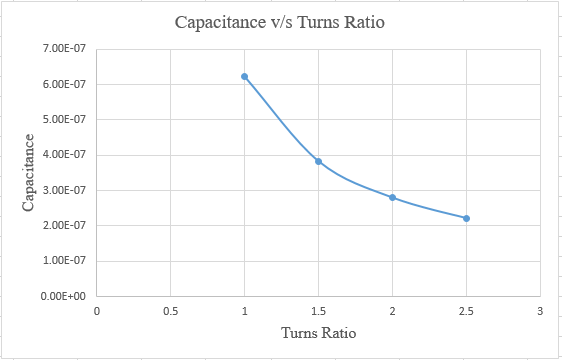 Capacitance v/s Turns Ratio
7.00E-07
6.00E-07
5.00E-07
4.00E-07
3.00E-07
2.00E-07
1.00E-07
0.00E+00
Capacitance
0 0.5 1 1.5 2 2.5 3
Turns Ratio